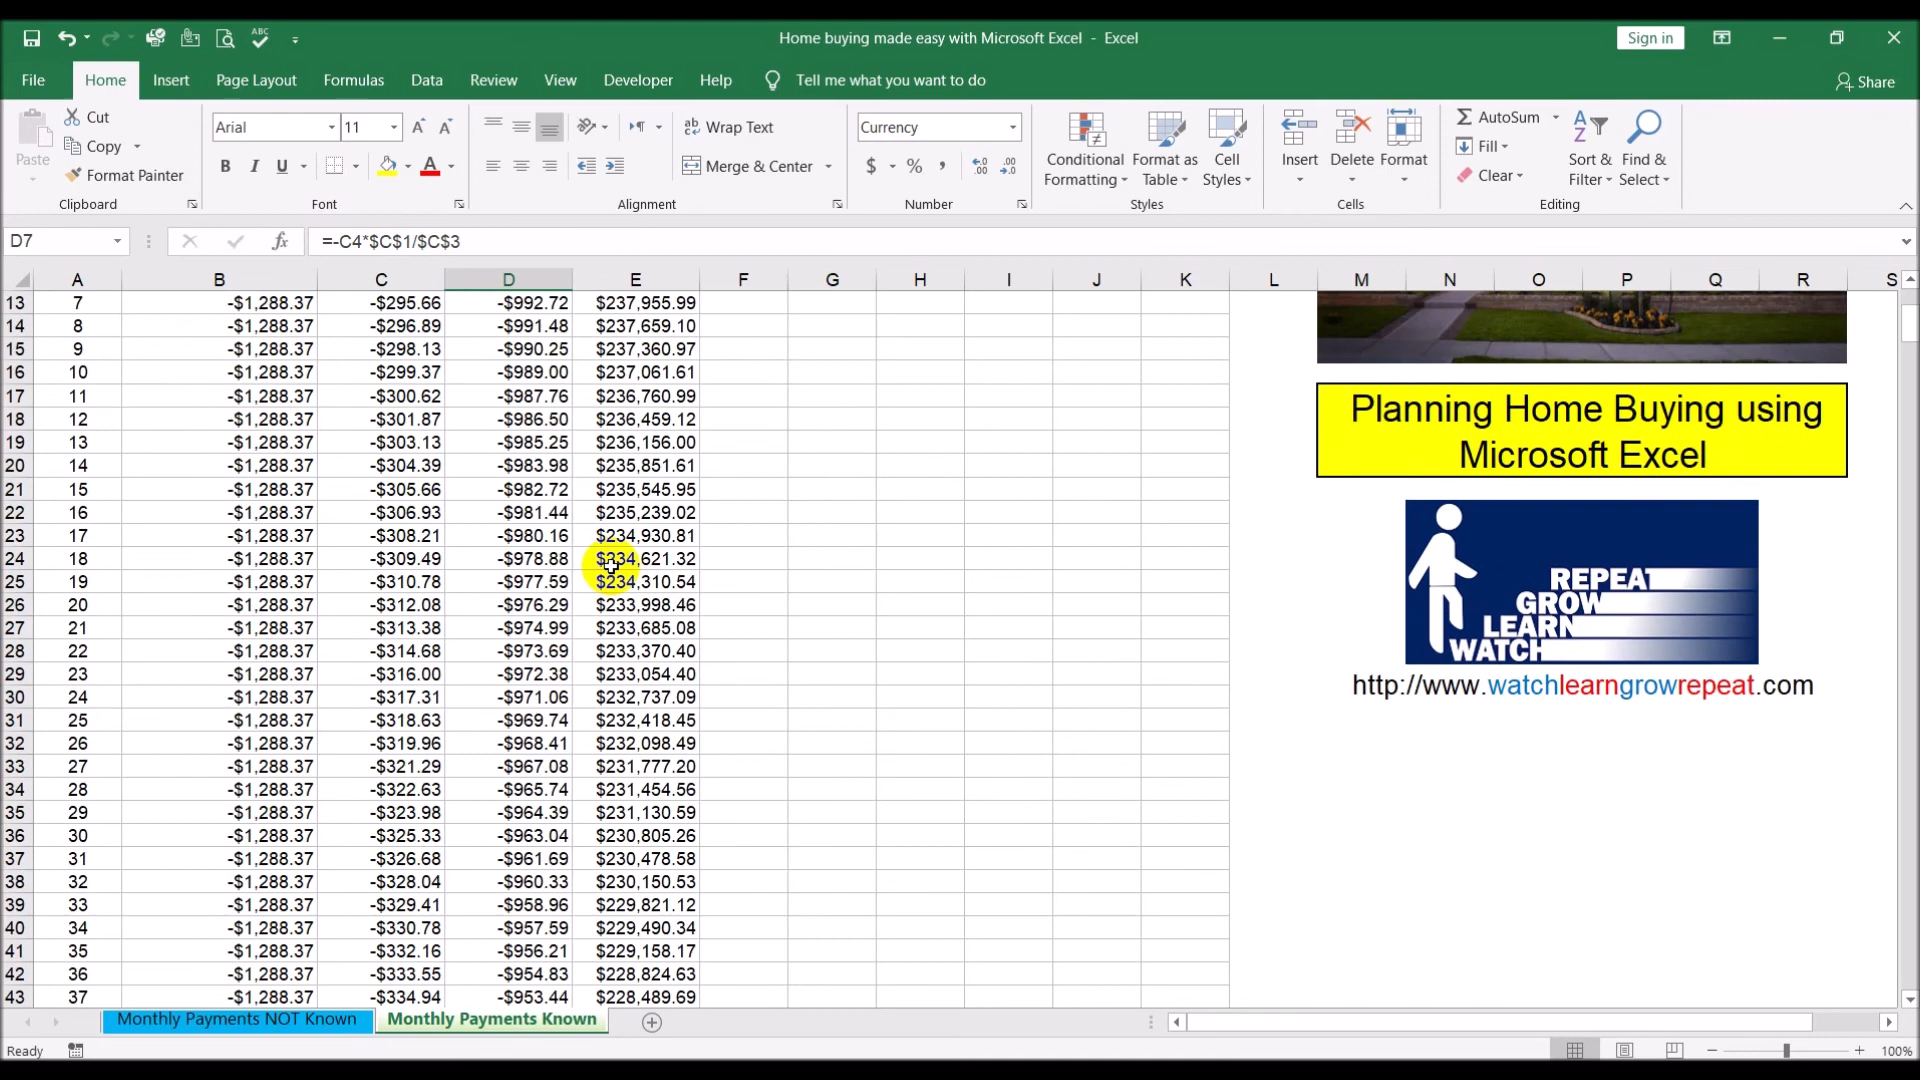 Home buying made easy with Microsoft Excel - Excel
Sign in
File Home Insert Page Layout Formulas Data Review View Developer Help Tell me what you want to do
Share
Paste
Cut
Copy
Format Painter
Clipboard
Arial 11
B I U
Font
Wrap Text
Merge & Center
Alignment
Currency
$ % ,
Number
Conditional Formatting
Format as Table
Cell Styles
Styles
Insert Delete Format
Cells
AutoSum
Fill
Clear
Sort & Filter
Find & Select
Editing
D7 fx =-C4*$C$1/$C$3
A B C D E F G H I J K L M N O P Q R S
13 7 -$1,288.37 -$295.66 -$992.72 $237,955.99
14 8 -$1,288.37 -$296.89 -$991.48 $237,659.10
15 9 -$1,288.37 -$298.13 -$990.25 $237,360.97
16 10 -$1,288.37 -$299.37 -$989.00 $237,061.61
17 11 -$1,288.37 -$300.62 -$987.76 $236,760.99
18 12 -$1,288.37 -$301.87 -$986.50 $236,459.12
19 13 -$1,288.37 -$303.13 -$985.25 $236,156.00
20 14 -$1,288.37 -$304.39 -$983.98 $235,851.61
21 15 -$1,288.37 -$305.66 -$982.72 $235,545.95
22 16 -$1,288.37 -$306.93 -$981.44 $235,239.02
23 17 -$1,288.37 -$308.21 -$980.16 $234,930.81
24 18 -$1,288.37 -$309.49 -$978.88 $234,621.32
25 19 -$1,288.37 -$310.78 -$977.59 $234,310.54
26 20 -$1,288.37 -$312.08 -$976.29 $233,998.46
27 21 -$1,288.37 -$313.38 -$974.99 $233,685.08
28 22 -$1,288.37 -$314.68 -$973.69 $233,370.40
29 23 -$1,288.37 -$316.00 -$972.38 $233,054.40
30 24 -$1,288.37 -$317.31 -$971.06 $232,737.09
31 25 -$1,288.37 -$318.63 -$969.74 $232,418.45
32 26 -$1,288.37 -$319.96 -$968.41 $232,098.49
33 27 -$1,288.37 -$321.29 -$967.08 $231,777.20
34 28 -$1,288.37 -$322.63 -$965.74 $231,454.56
35 29 -$1,288.37 -$323.98 -$964.39 $231,130.59
36 30 -$1,288.37 -$325.33 -$963.04 $230,805.26
37 31 -$1,288.37 -$326.68 -$961.69 $230,478.58
38 32 -$1,288.37 -$328.04 -$960.33 $230,150.53
39 33 -$1,288.37 -$329.41 -$958.96 $229,821.12
40 34 -$1,288.37 -$330.78 -$957.59 $229,490.34
41 35 -$1,288.37 -$332.16 -$956.21 $229,158.17
42 36 -$1,288.37 -$333.55 -$954.83 $228,824.63
43 37 -$1,288.37 -$334.94 -$953.44 $228,489.69
Planning Home Buying using
Microsoft Excel
REPEAT
GROW
LEARN
WATCH
http://www.watchlearngrowrepeat.com
Monthly Payments NOT Known
Monthly Payments Known
Ready
100%